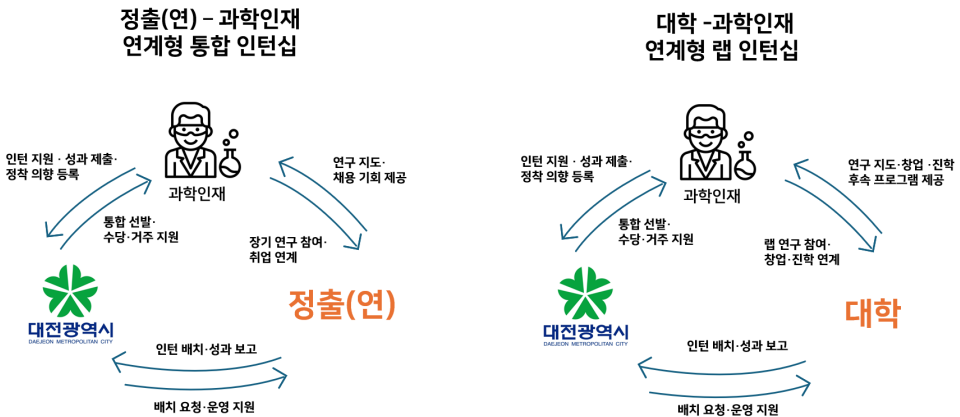 정출(연) – 과학인재
연계형 통합 인턴십
인턴 지원 · 성과 제출·
정착 의향 등록
과학인재
연구 지도·
채용 기회 제공
통합 선발·
수당·거주 지원
장기 연구 참여·
취업 연계
대전광역시
DAEJEON METROPOLITAN CITY
정출(연)
인턴 배치·성과 보고
배치 요청·운영 지원
대학 -과학인재
연계형 랩 인턴십
인턴 지원 · 성과 제출·
정착 의향 등록
과학인재
연구 지도·창업 ·진학
후속 프로그램 제공
통합 선발·
수당·거주 지원
랩 연구 참여·
창업·진학 연계
대전광역시
DAEJEON METROPOLITAN CITY
대학
인턴 배치·성과 보고
배치 요청·운영 지원